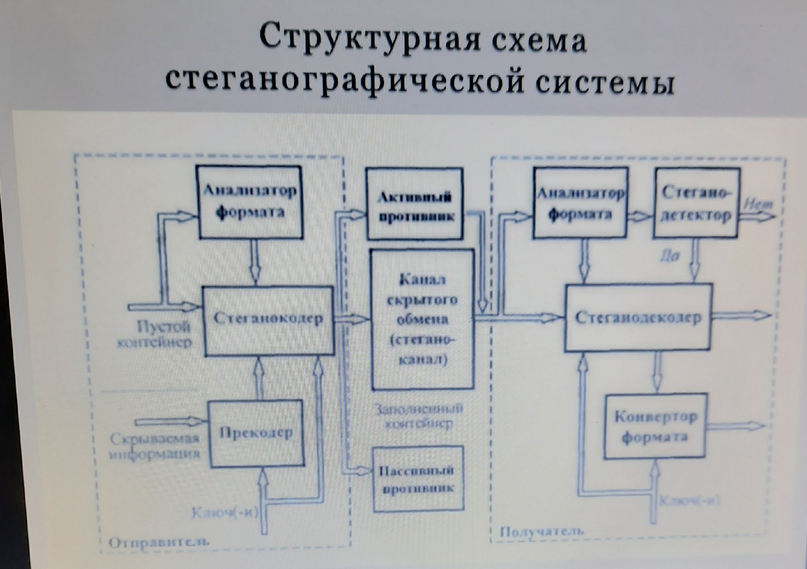 Структурная схема
стеганографической системы
Анализатор
формата
Активный
противник
Анализатор
формата
Стегано-
детектор
Нет
Да
Пустой
контейнер
Стеганокодер
Канал
скрытого
обмена
(стегано-
канал)
Стеганодекодер
Скрываемая
информация
Прекодер
Заполненный
контейнер
Конвертор
формата
Пассивный
противник
Ключ(-и)
Ключ(-и)
Отправитель
Получатель